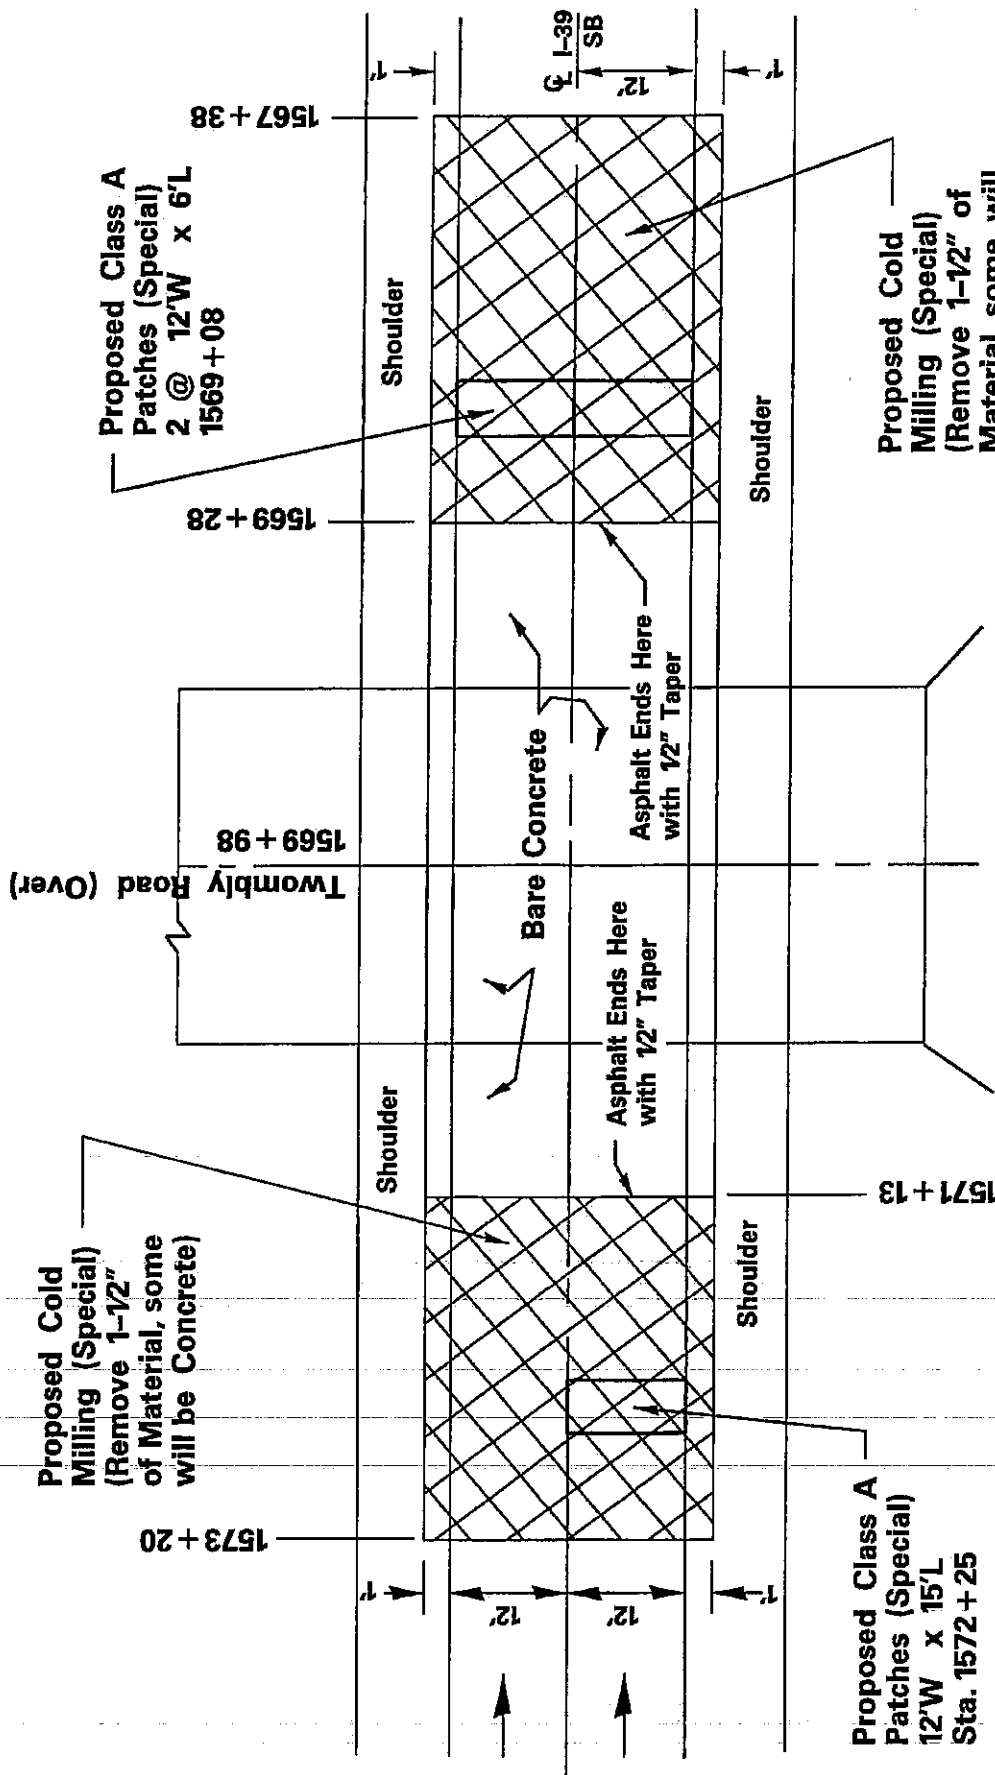 Proposed Cold
Milling (Special)
(Remove 1-1/2"
of Material, some
will be Concrete)
1573+20
Shoulder
Twombly Road (Over)
1569+98
Proposed Class A
Patches (Special)
2 @ 12'W x 6'L
1569+08
1569+28
Shoulder
1567+38
1'
12'
12'
1'
Bare Concrete
Asphalt Ends Here
with 1/2" Taper
Asphalt Ends Here
with 1/2" Taper
1'
℄ I-39
SB
12'
1'
Shoulder
Shoulder
1571+13
Proposed Class A
Patches (Special)
12'W x 15'L
Sta. 1572+25
Proposed Cold
Milling (Special)
(Remove 1-1/2" of
Material, some will